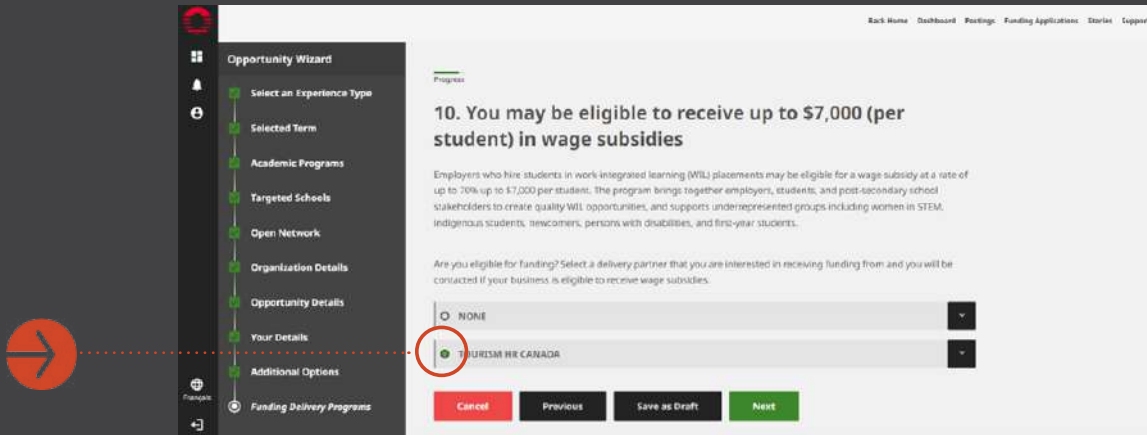 Back Home Dashboard Postings Funding Applications Stories Support
Opportunity Wizard
Select an Experience Type
Selected Term
Academic Programs
Targeted Schools
Open Network
Organization Details
Opportunity Details
Your Details
Additional Options
Funding Delivery Programs
Français
Progress
10. You may be eligible to receive up to $7,000 (per
student) in wage subsidies
Employers who hire students in work-integrated learning (WIL) placements may be eligible for a wage subsidy at a rate of
up to 70% up to $7,000 per student. The program brings together employers, students, and post-secondary school
stakeholders to create quality WIL opportunities, and supports underrepresented groups including women in STEM,
indigenous students, newcomers, persons with disabilities, and first-year students.
Are you eligible for funding? Select a delivery partner that you are interested in receiving funding from and you will be
contacted if your business is eligible to receive wage subsidies.
NONE
TOURISM HR CANADA
Cancel Previous Save as Draft Next